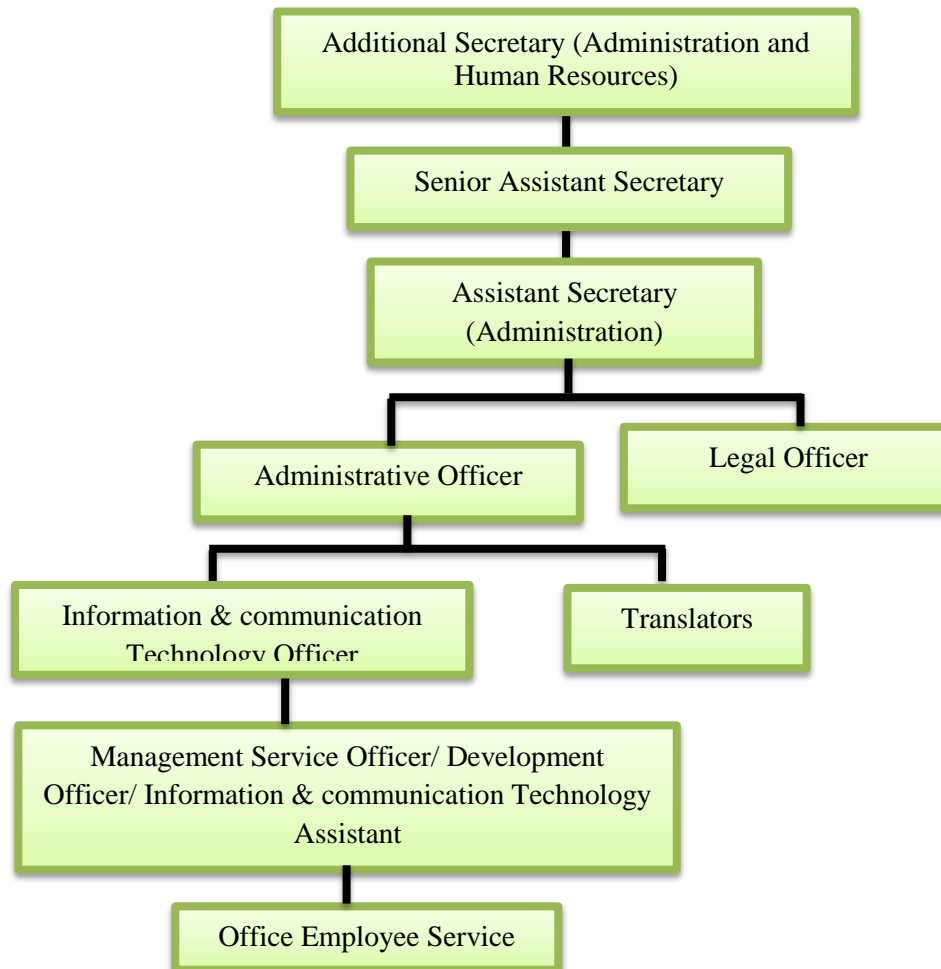 Additional Secretary (Administration and
Human Resources)
Senior Assistant Secretary
Assistant Secretary
(Administration)
Administrative Officer
Legal Officer
Information & communication
Technology Officer
Translators
Management Service Officer/ Development
Officer/ Information & communication Technology
Assistant
Office Employee Service